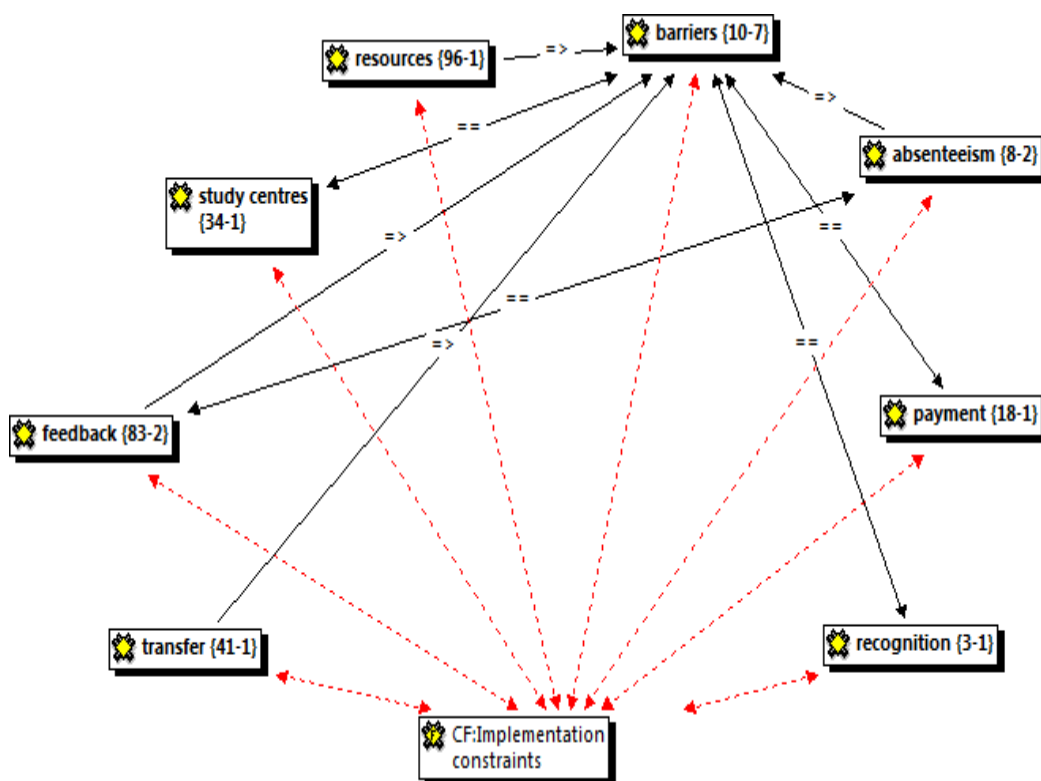 barriers {10-7}
resources {96-1}
=>
=>
absenteeism {8-2}
==
study centres
{34-1}
=>
==
==
=>
==
payment {18-1}
feedback {83-2}
transfer {41-1}
recognition {3-1}
F
CF:Implementation
constraints